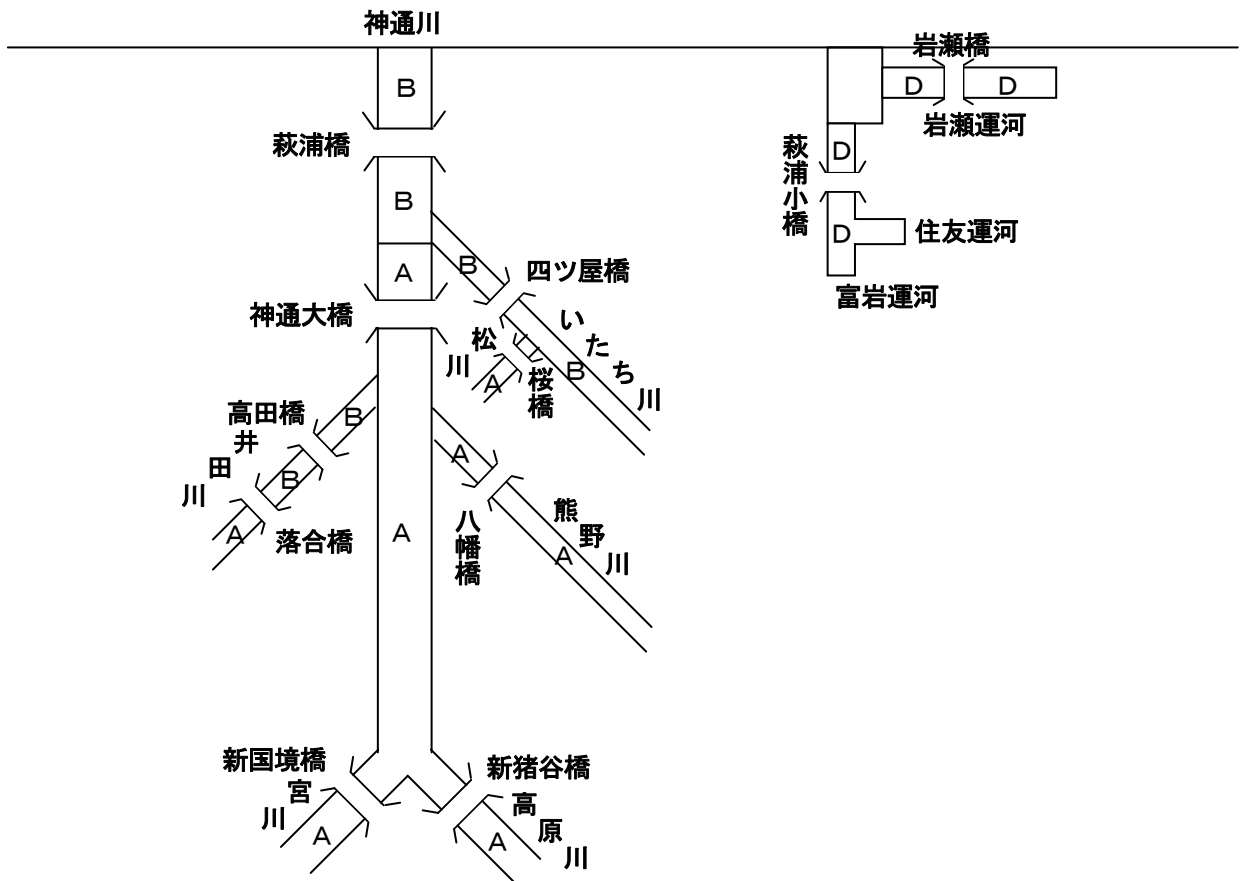 神通川
B
萩浦橋
B
A
B
四ツ屋橋
神通大橋
いたち川
B
松川
A
桜橋
高田橋
B
井田川
B
A
落合橋
A
A
八幡橋
熊野川
A
新国境橋
宮川
A
新猪谷橋
高原川
A
岩瀬橋
D
D
岩瀬運河
D
萩浦小橋
D
住友運河
富岩運河